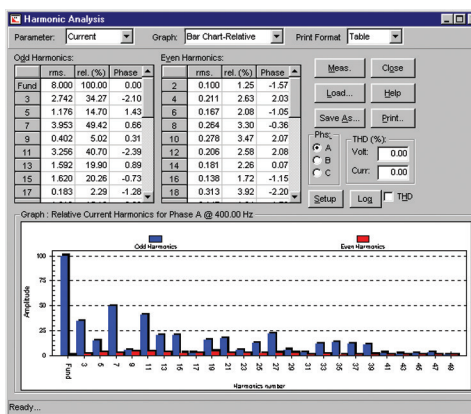 Harmonic Analysis
Parameter: Current Graph: Bar Chart-Relative Print Format Table
Odd Harmonics:
rms. rel. (%) Phase
Fund 8.000 100.00 0.00
3 2.742 34.27 -2.10
5 1.176 14.70 1.43
7 3.953 49.42 0.66
9 0.402 5.02 0.31
11 3.256 40.70 -2.39
13 1.592 19.90 0.89
15 1.620 20.26 -0.73
17 0.183 2.29 -1.28
Even Harmonics:
rms. rel. (%) Phase
2 0.100 1.25 -1.57
4 0.211 2.63 2.03
6 0.167 2.08 -1.05
8 0.264 3.30 -0.36
10 0.278 3.47 2.07
12 0.206 2.58 2.08
14 0.181 2.26 0.07
16 0.138 1.72 -1.15
18 0.313 3.92 -2.20
Meas. Close
Load... Help
Save As... Print..
Phs:
A
B
C
THD (%):
Volt: 0.00
Curr: 0.00
Setup Log THD
Graph : Relative Current Harmonics for Phase A @ 400.00 Hz
Odd Harmonics Even Harmonics
Amplitude
100
75
50
25
0
Fund 3 5 7 9 11 13 15 17 19 21 23 25 27 29 31 33 35 37 39 41 43 45 47 49
Harmonics number
Ready...